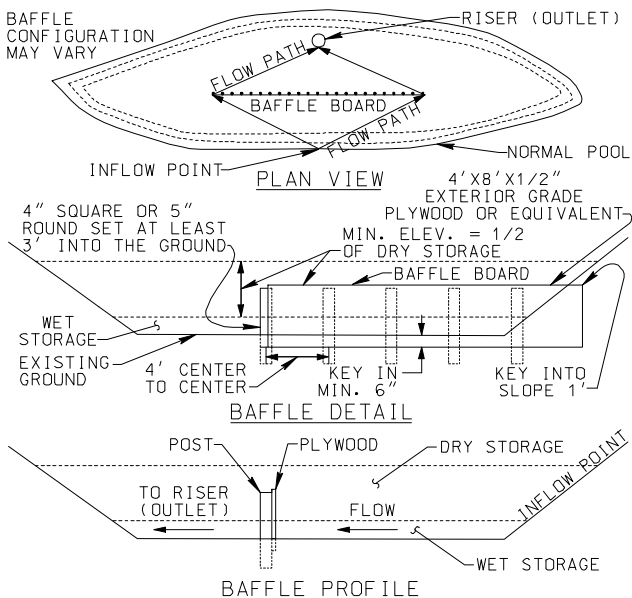 BAFFLE
CONFIGURATION
MAY VARY
RISER (OUTLET)
FLOW PATH
BAFFLE BOARD
FLOW PATH
INFLOW POINT
NORMAL POOL
PLAN VIEW
4'X8'X1/2"
EXTERIOR GRADE
PLYWOOD OR EQUIVALENT
4" SQUARE OR 5"
ROUND SET AT LEAST
3' INTO THE GROUND
MIN. ELEV. = 1/2
OF DRY STORAGE
BAFFLE BOARD
WET
STORAGE
EXISTING
GROUND
4' CENTER
TO CENTER
KEY IN
MIN. 6"
KEY INTO
SLOPE 1'
BAFFLE DETAIL
POST
PLYWOOD
DRY STORAGE
INFLOW POINT
TO RISER
(OUTLET)
FLOW
WET STORAGE
BAFFLE PROFILE